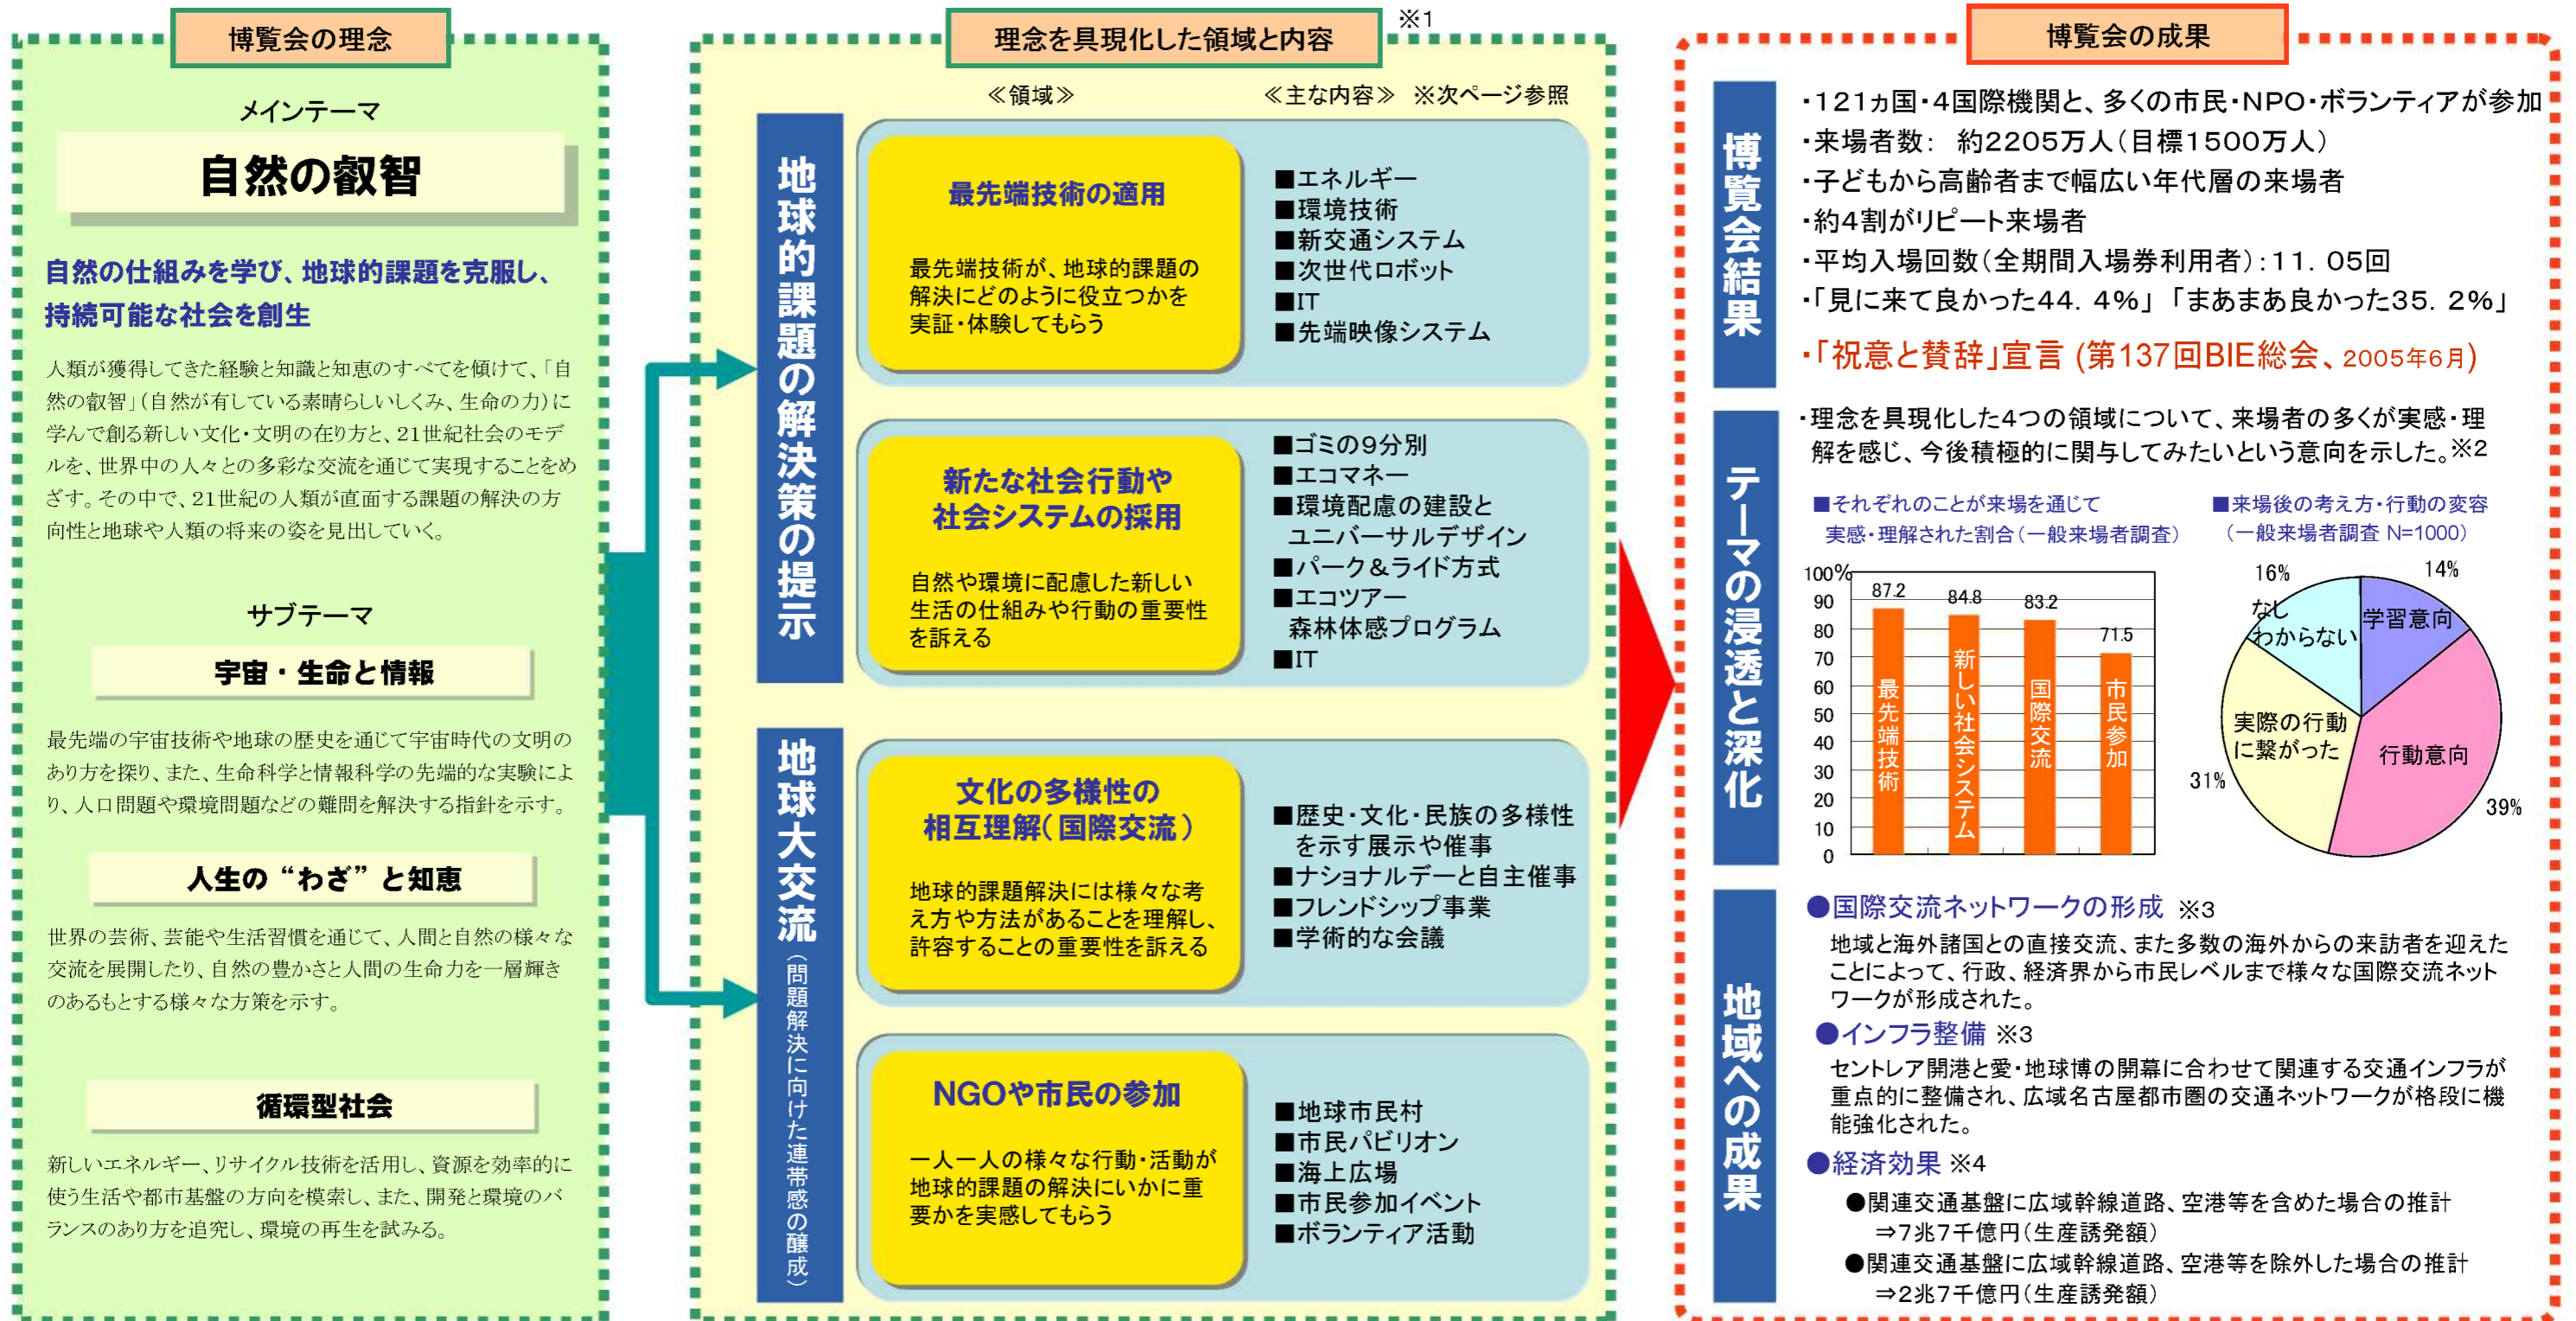 博覧会の理念
メインテーマ
自然の叡智
自然の仕組みを学び、地球的課題を克服し、
持続可能な社会を創生
人類が獲得してきた経験と知識と知恵のすべてを傾けて、「自
然の叡智」（自然が有している素晴らしいしくみ、生命の力）に
学んで創る新しい文化・文明の在り方と、21世紀社会のモデ
ルを、世界中の人々との多彩な交流を通じて実現することをめ
ざす。その中で、21世紀の人類が直面する課題の解決の方
向性と地球や人類の将来の姿を見出していく。
サブテーマ
宇宙・生命と情報
最先端の宇宙技術や地球の歴史を通じて宇宙時代の文明の
あり方を探り、また、生命科学と情報科学の先端的な実験によ
り、人口問題や環境問題などの難問を解決する指針を示す。
人生の“わざ”と知恵
世界の芸術、芸能や生活習慣を通じて、人間と自然の様々な
交流を展開したり、自然の豊かさと人間の生命力を一層輝き
のあるもとする様々な方策を示す。
循環型社会
新しいエネルギー、リサイクル技術を活用し、資源を効率的に
使う生活や都市基盤の方向を模索し、また、開発と環境のバ
ランスのあり方を追究し、環境の再生を試みる。
理念を具現化した領域と内容
※1
≪領域≫
≪主な内容≫ ※次ページ参照
地球的課題の解決策の提示
最先端技術の適用
最先端技術が、地球的課題の
解決にどのように役立つかを
実証・体験してもらう
■エネルギー
■環境技術
■新交通システム
■次世代ロボット
■IT
■先端映像システム
新たな社会行動や
社会システムの採用
自然や環境に配慮した新しい
生活の仕組みや行動の重要性
を訴える
■ゴミの9分別
■エコマネー
■環境配慮の建設と
ユニバーサルデザイン
■パーク＆ライド方式
■エコツアー
森林体感プログラム
■IT
地球大交流（問題解決に向けた連帯感の醸成）
文化の多様性の
相互理解（国際交流）
地球的課題解決には様々な考
え方や方法があることを理解し、
許容することの重要性を訴える
■歴史・文化・民族の多様性
を示す展示や催事
■ナショナルデーと自主催事
■フレンドシップ事業
■学術的な会議
NGOや市民の参加
一人一人の様々な行動・活動が
地球的課題の解決にいかに重
要かを実感してもらう
■地球市民村
■市民パビリオン
■海上広場
■市民参加イベント
■ボランティア活動
博覧会の成果
博覧会結果
・121ヵ国・4国際機関と、多くの市民・NPO・ボランティアが参加
・来場者数： 約2205万人（目標1500万人）
・子どもから高齢者まで幅広い年代層の来場者
・約4割がリピート来場者
・平均入場回数（全期間入場券利用者）：11．05回
・「見に来て良かった44．4％」「まあまあ良かった35．2％」
・「祝意と賛辞」宣言 (第137回BIE総会、2005年6月)
テーマの浸透と深化
・理念を具現化した4つの領域について、来場者の多くが実感・理
解を感じ、今後積極的に関与してみたいという意向を示した。※2
■それぞれのことが来場を通じて
実感・理解された割合（一般来場者調査）
100%
90
80
70
60
50
40
30
20
10
0
87.2
84.8
83.2
71.5
最先端技術
新しい社会システム
国際交流
市民参加
■来場後の考え方・行動の変容
（一般来場者調査 N=1000）
16%
14%
なし
わからない
学習意向
実際の行動
に繋がった
行動意向
31%
39%
地域への成果
●国際交流ネットワークの形成 ※3
地域と海外諸国との直接交流、また多数の海外からの来訪者を迎えた
ことによって、行政、経済界から市民レベルまで様々な国際交流ネット
ワークが形成された。
●インフラ整備 ※3
セントレア開港と愛・地球博の開幕に合わせて関連する交通インフラが
重点的に整備され、広域名古屋都市圏の交通ネットワークが格段に機
能強化された。
●経済効果 ※4
●関連交通基盤に広域幹線道路、空港等を含めた場合の推計
⇒7兆7千億円（生産誘発額）
●関連交通基盤に広域幹線道路、空港等を除外した場合の推計
⇒2兆7千億円（生産誘発額）